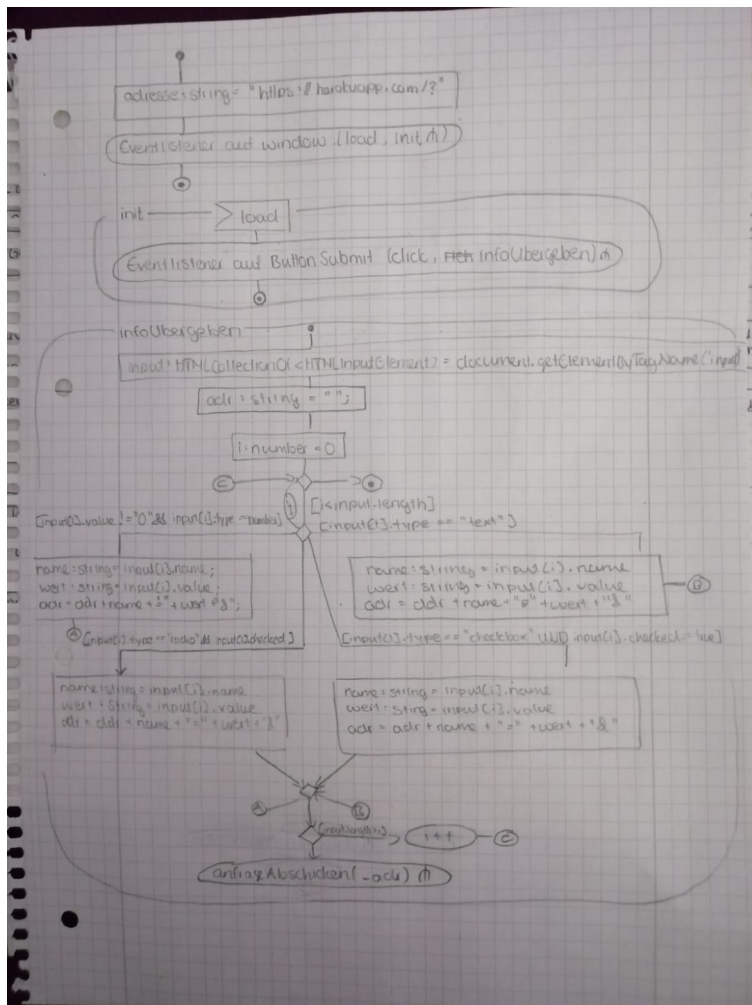 adresse: string = "https://herokuapp.com/?"
Eventlistener auf window (load, init)
init
load
Eventlistener auf Button Submit (click, infoUbergeben)
infoUbergeben
input: HTMLCollectionOf<HTMLInputElement> = document.getElementByTagName(input)
adr: string = "";
i: number = 0
C
[i<input.length]
[input(i).value != "0" && input(i).type == number]
[input(i).type == "text"]
name: string = input(i).name;
wert: string = input(i).value;
adr = adr + name + "=" + wert + "&";
name: string = input(i).name
wert: string = input(i).value
adr = adr + name + "=" + wert + "&"
B
A
[input(i).type == "radio" && input(i).checked]
[input(i).type == "checkbox" UND input(i).checked == true]
name: string = input(i).name
wert: string = input(i).value
adr = adr + name + "=" + wert + "&"
name: string = input(i).name
wert: sting = input(i).value
adr = adr + name + "=" + wert + "&"
A
B
i++
C
anfrageAbschicken(_adr)